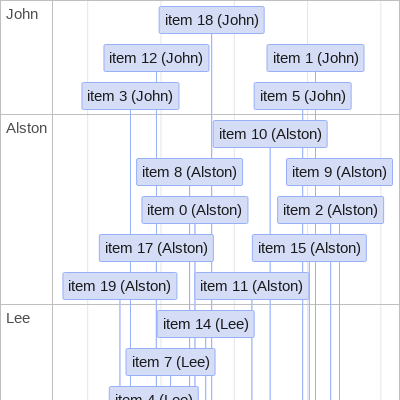 John
item 18 (John)
item 12 (John)
item 1 (John)
item 3 (John)
item 5 (John)
Alston
item 10 (Alston)
item 8 (Alston)
item 9 (Alston)
item 0 (Alston)
item 2 (Alston)
item 17 (Alston)
item 15 (Alston)
item 19 (Alston)
item 11 (Alston)
Lee
item 14 (Lee)
item 7 (Lee)
item 4 (Lee)